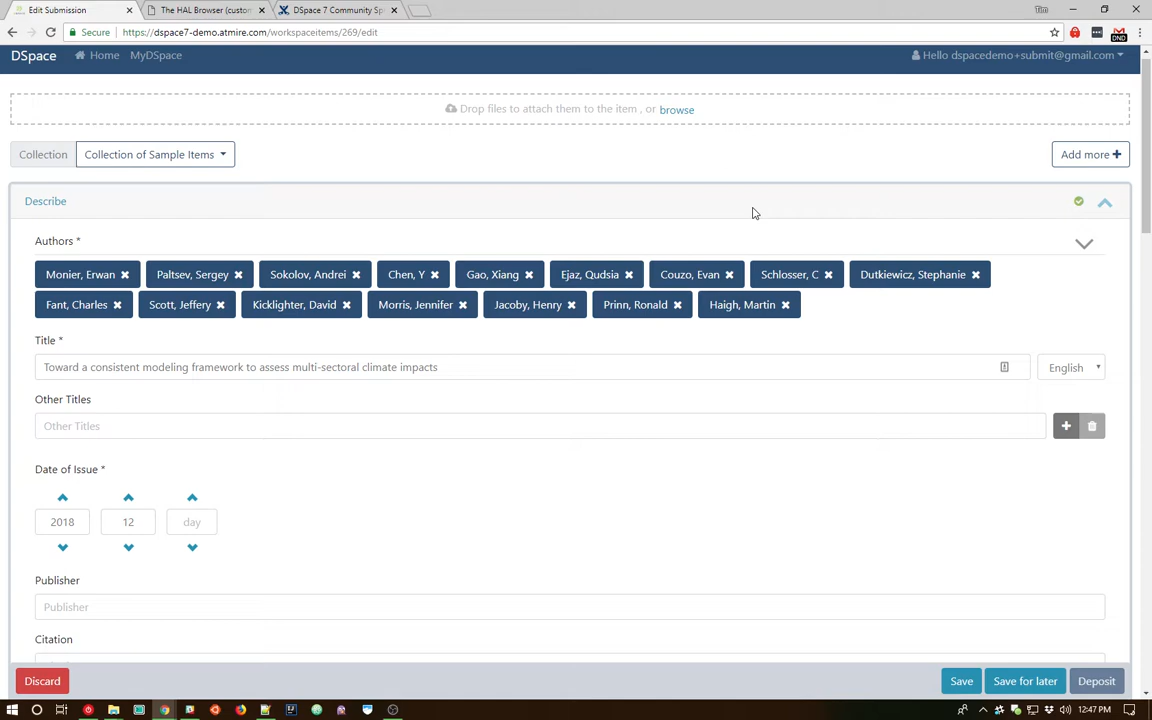 Edit Submission
The HAL Browser (custom
DSpace 7 Community Sp
Tim
Secure
https://dspace7-demo.atmire.com/workspaceitems/269/edit
DND
DSpace Home MyDSpace
Hello dspacedemo+submit@gmail.com
Drop files to attach them to the item , or browse
Collection Collection of Sample Items
Add more
Describe
Authors *
Monier, Erwan Paltsev, Sergey Sokolov, Andrei Chen, Y Gao, Xiang Ejaz, Qudsia Couzo, Evan Schlosser, C Dutkiewicz, Stephanie
Fant, Charles Scott, Jeffery Kicklighter, David Morris, Jennifer Jacoby, Henry Prinn, Ronald Haigh, Martin
Title *
Toward a consistent modeling framework to assess multi-sectoral climate impacts
English
Other Titles
Other Titles
Date of Issue *
2018 12 day
Publisher
Publisher
Citation
Discard
Save Save for later Deposit
12:47 PM